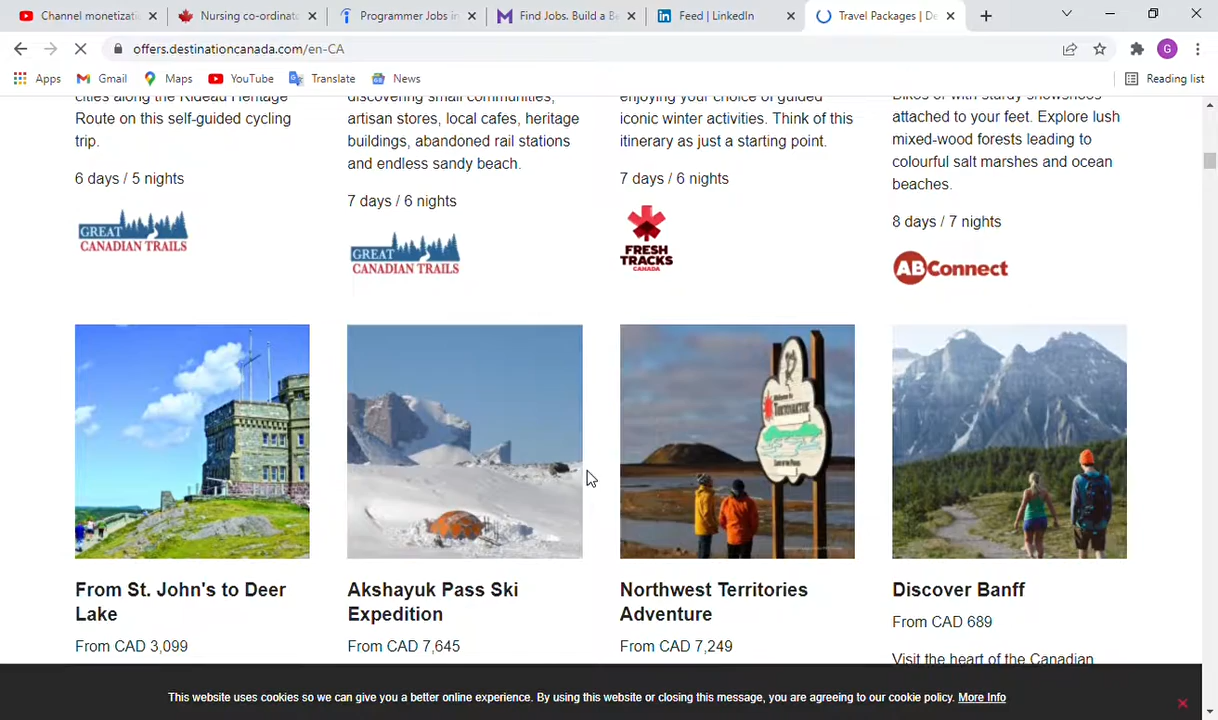 Channel monetizati
Nursing co-ordinato
Programmer Jobs in
Find Jobs. Build a Be
Feed | LinkedIn
Travel Packages | De
offers.destinationcanada.com/en-CA
G
Apps
Gmail
Maps
YouTube
Translate
News
Reading list
cities along the Rideau Heritage
Route on this self-guided cycling
trip.
6 days / 5 nights
GREAT
CANADIAN TRAILS
discovering small communities,
artisan stores, local cafes, heritage
buildings, abandoned rail stations
and endless sandy beach.
7 days / 6 nights
GREAT
CANADIAN TRAILS
enjoying your choice of guided
iconic winter activities. Think of this
itinerary as just a starting point.
7 days / 6 nights
FRESH
TRACKS
CANADA
bikes or with sturdy snowshoes
attached to your feet. Explore lush
mixed-wood forests leading to
colourful salt marshes and ocean
beaches.
8 days / 7 nights
ABConnect
From St. John's to Deer
Lake
From CAD 3,099
Akshayuk Pass Ski
Expedition
From CAD 7,645
Northwest Territories
Adventure
From CAD 7,249
Discover Banff
From CAD 689
Visit the heart of the Canadian
This website uses cookies so we can give you a better online experience. By using this website or closing this message, you are agreeing to our cookie policy. More Info